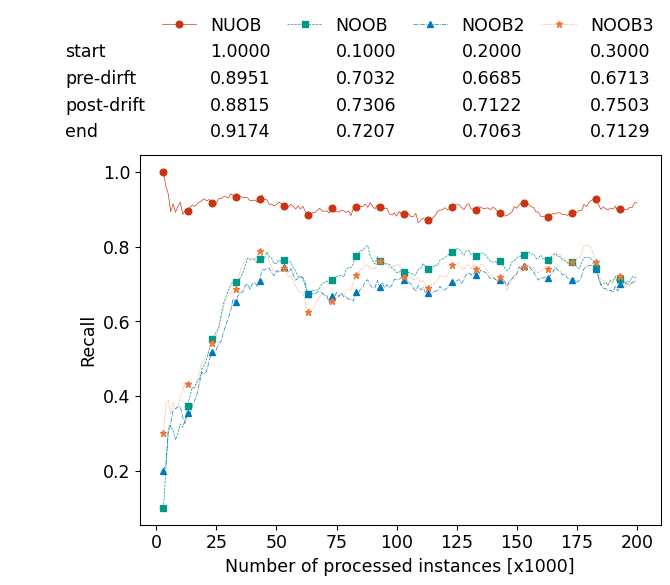 NUOB NOOB NOOB2 NOOB3
start 1.0000 0.1000 0.2000 0.3000
pre-dirft 0.8951 0.7032 0.6685 0.6713
post-drift 0.8815 0.7306 0.7122 0.7503
end 0.9174 0.7207 0.7063 0.7129
1.0
0.8
0.6
0.4
0.2
Recall
0 25 50 75 100 125 150 175 200
Number of processed instances [x1000]